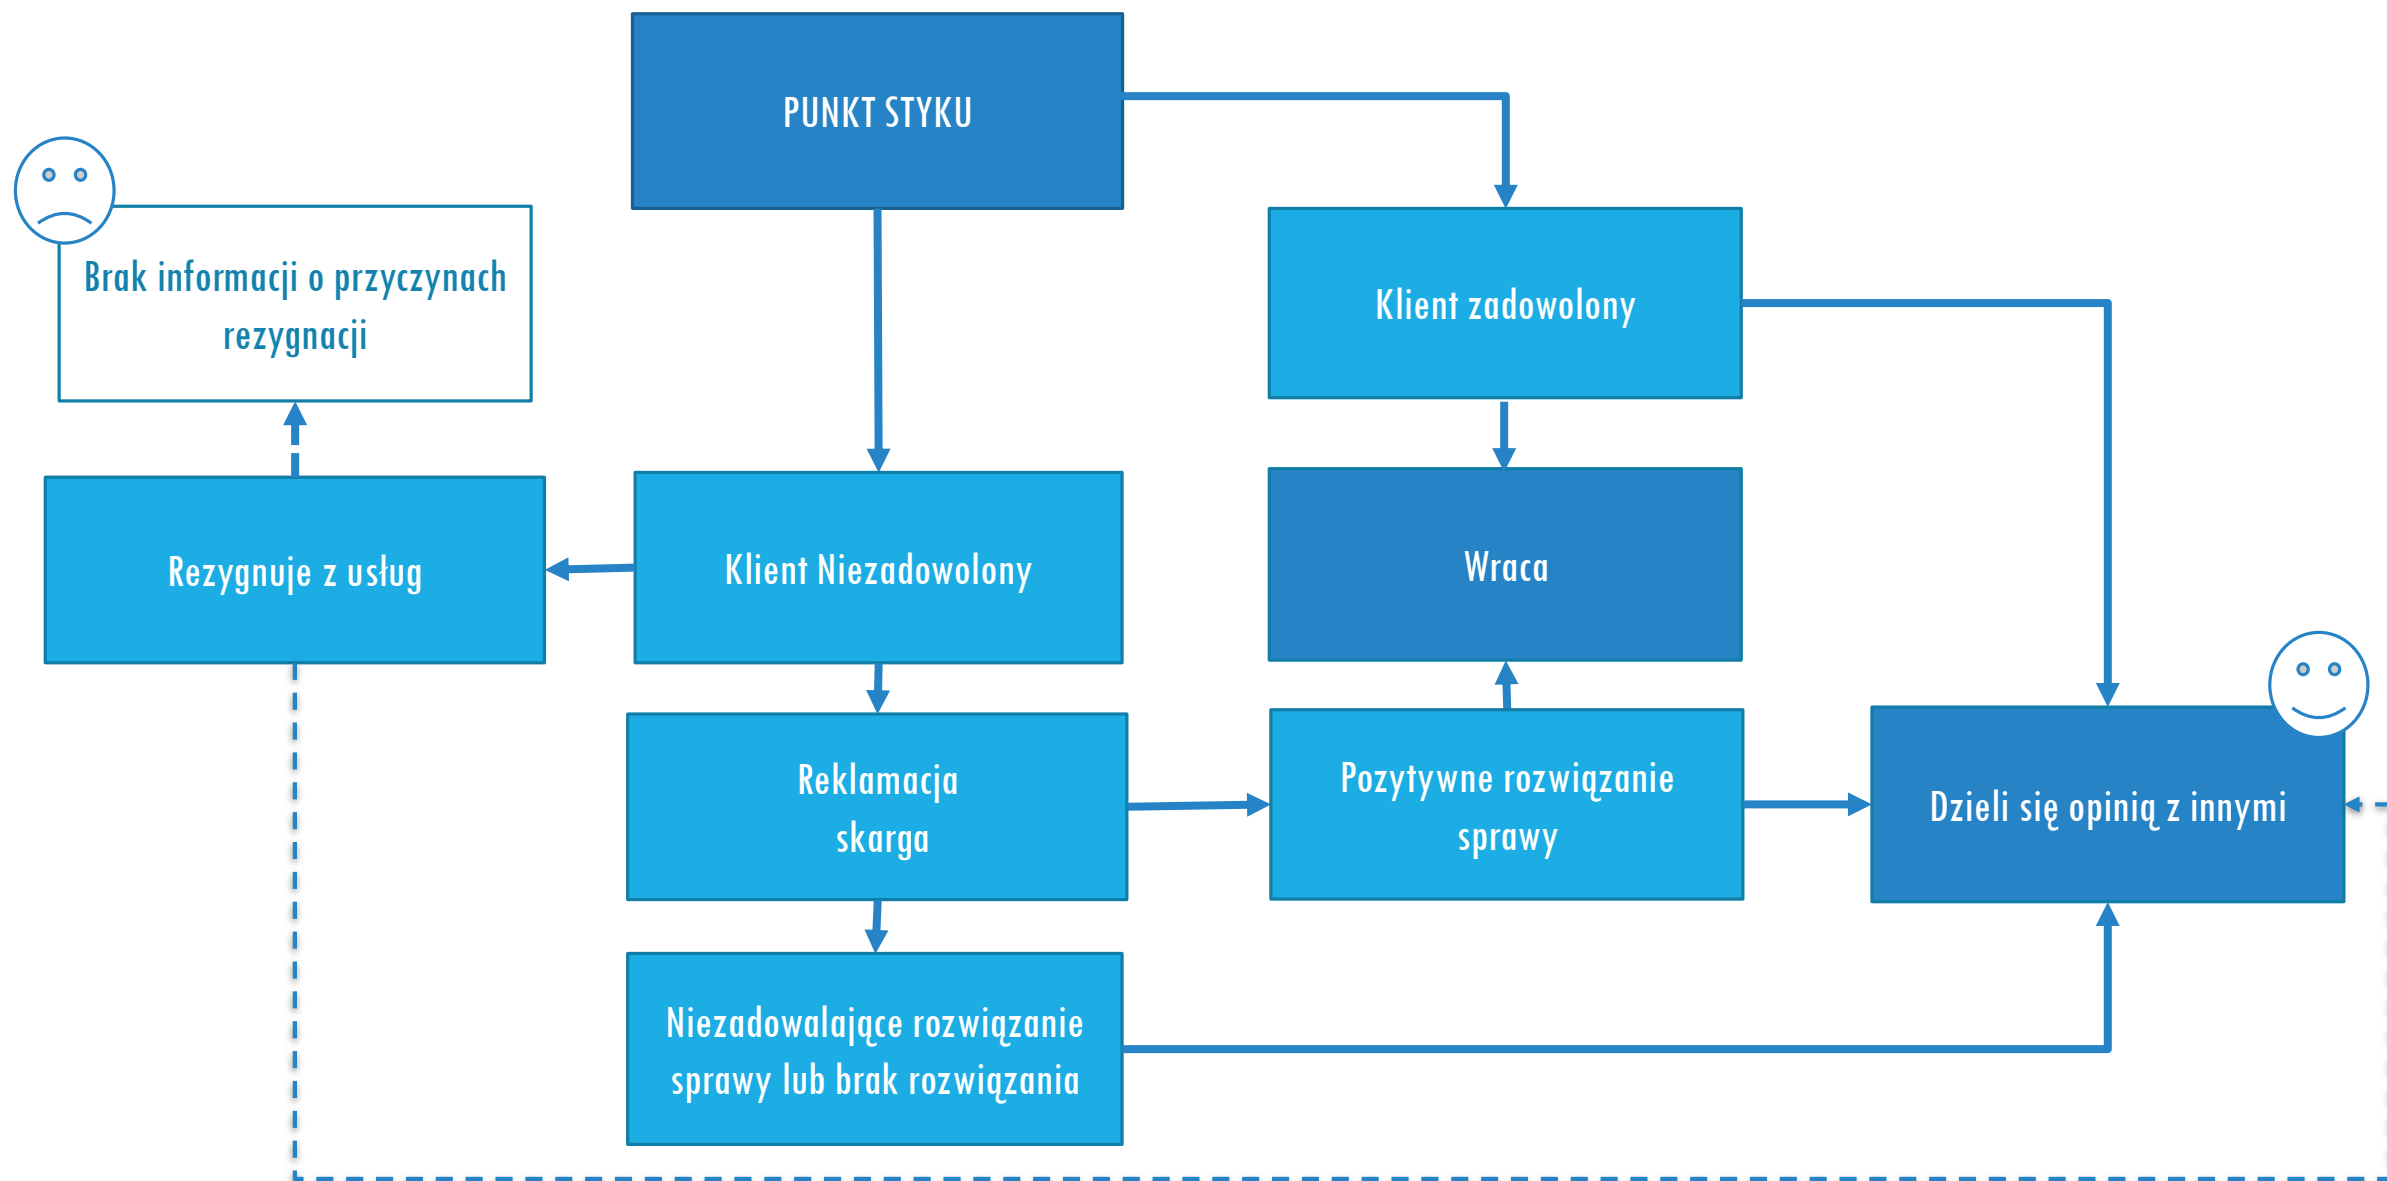 PUNKT STYKU
Brak informacji o przyczynach
rezygnacji
Klient zadowolony
Rezygnuje z usług
Klient Niezadowolony
Wraca
Reklamacja
skarga
Pozytywne rozwiązanie
sprawy
Dzieli się opinią z innymi
Niezadowalające rozwiązanie
sprawy lub brak rozwiązania